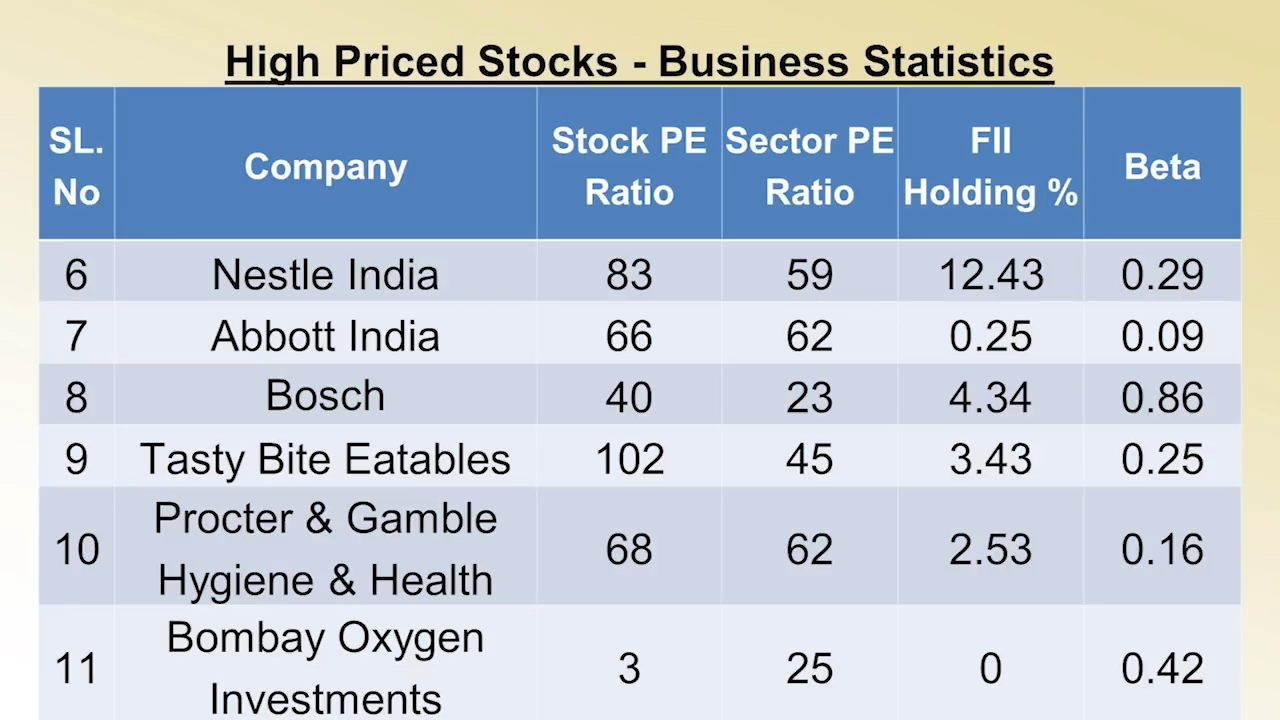 High Priced Stocks - Business Statistics
SL. No Company Stock PE Ratio Sector PE Ratio FII Holding % Beta
6 Nestle India 83 59 12.43 0.29
7 Abbott India 66 62 0.25 0.09
8 Bosch 40 23 4.34 0.86
9 Tasty Bite Eatables 102 45 3.43 0.25
10 Procter & Gamble Hygiene & Health 68 62 2.53 0.16
11 Bombay Oxygen Investments 3 25 0 0.42